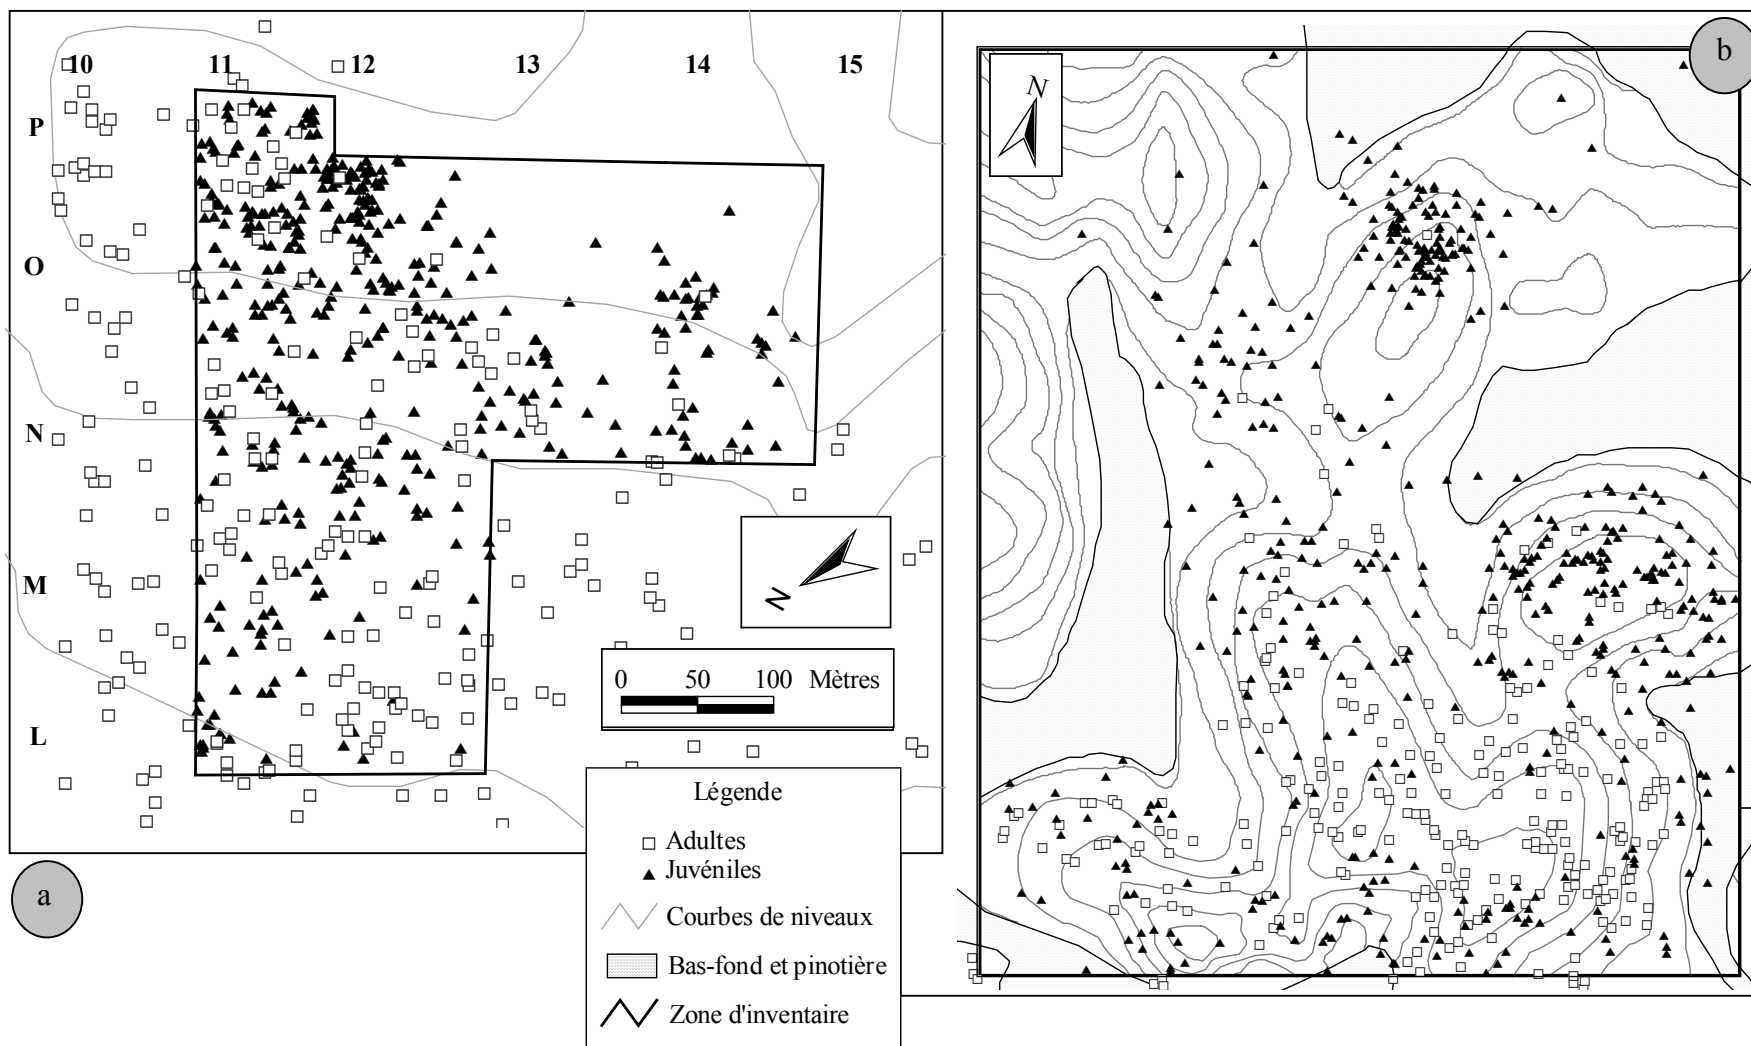 10 11 12 13 14 15
P
O
N
M
L
N
0 50 100 Mètres
Légende
Adultes
Juvéniles
Courbes de niveaux
Bas-fond et pinotière
Zone d'inventaire
a
b
N